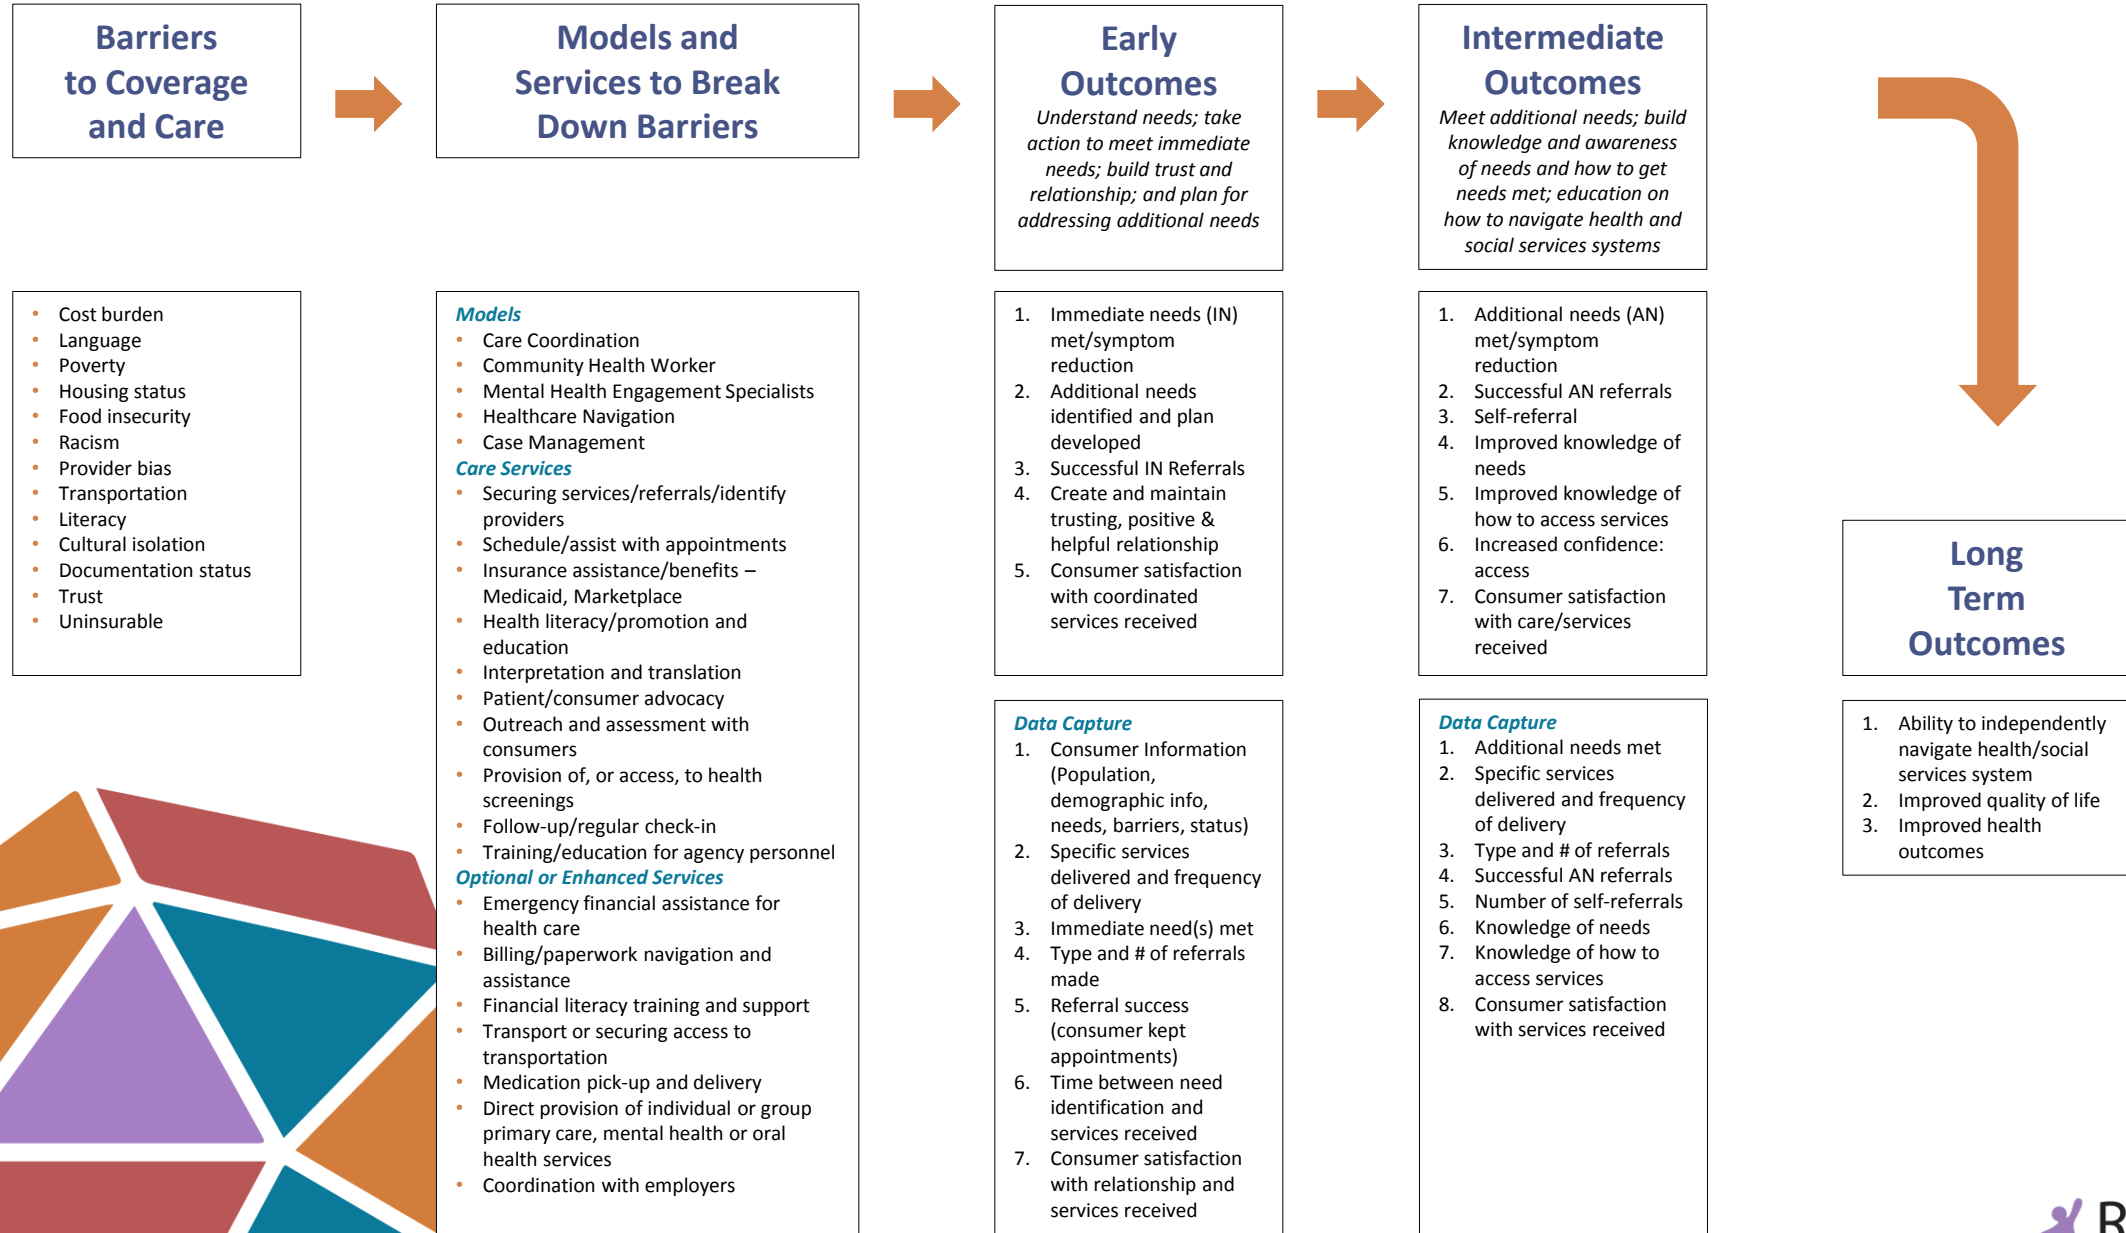 Barriers
to Coverage
and Care
Models and
Services to Break
Down Barriers
Early
Outcomes
Understand needs; take
action to meet immediate
needs; build trust and
relationship; and plan for
addressing additional needs
Intermediate
Outcomes
Meet additional needs; build
knowledge and awareness
of needs and how to get
needs met; education on
how to navigate health and
social services systems
• Cost burden
• Language
• Poverty
• Housing status
• Food insecurity
• Racism
• Provider bias
• Transportation
• Literacy
• Cultural isolation
• Documentation status
• Trust
• Uninsurable
Models
• Care Coordination
• Community Health Worker
• Mental Health Engagement Specialists
• Healthcare Navigation
• Case Management
Care Services
• Securing services/referrals/identify
providers
• Schedule/assist with appointments
• Insurance assistance/benefits –
Medicaid, Marketplace
• Health literacy/promotion and
education
• Interpretation and translation
• Patient/consumer advocacy
• Outreach and assessment with
consumers
• Provision of, or access, to health
screenings
• Follow-up/regular check-in
• Training/education for agency personnel
Optional or Enhanced Services
• Emergency financial assistance for
health care
• Billing/paperwork navigation and
assistance
• Financial literacy training and support
• Transport or securing access to
transportation
• Medication pick-up and delivery
• Direct provision of individual or group
primary care, mental health or oral
health services
• Coordination with employers
1. Immediate needs (IN)
met/symptom
reduction
2. Additional needs
identified and plan
developed
3. Successful IN Referrals
4. Create and maintain
trusting, positive &
helpful relationship
5. Consumer satisfaction
with coordinated
services received
Data Capture
1. Consumer Information
(Population,
demographic info,
needs, barriers, status)
2. Specific services
delivered and frequency
of delivery
3. Immediate need(s) met
4. Type and # of referrals
made
5. Referral success
(consumer kept
appointments)
6. Time between need
identification and
services received
7. Consumer satisfaction
with relationship and
services received
1. Additional needs (AN)
met/symptom
reduction
2. Successful AN referrals
3. Self-referral
4. Improved knowledge of
needs
5. Improved knowledge of
how to access services
6. Increased confidence:
access
7. Consumer satisfaction
with care/services
received
Data Capture
1. Additional needs met
2. Specific services
delivered and frequency
of delivery
3. Type and # of referrals
4. Successful AN referrals
5. Number of self-referrals
6. Knowledge of needs
7. Knowledge of how to
access services
8. Consumer satisfaction
with services received
Long
Term
Outcomes
1. Ability to independently
navigate health/social
services system
2. Improved quality of life
3. Improved health
outcomes